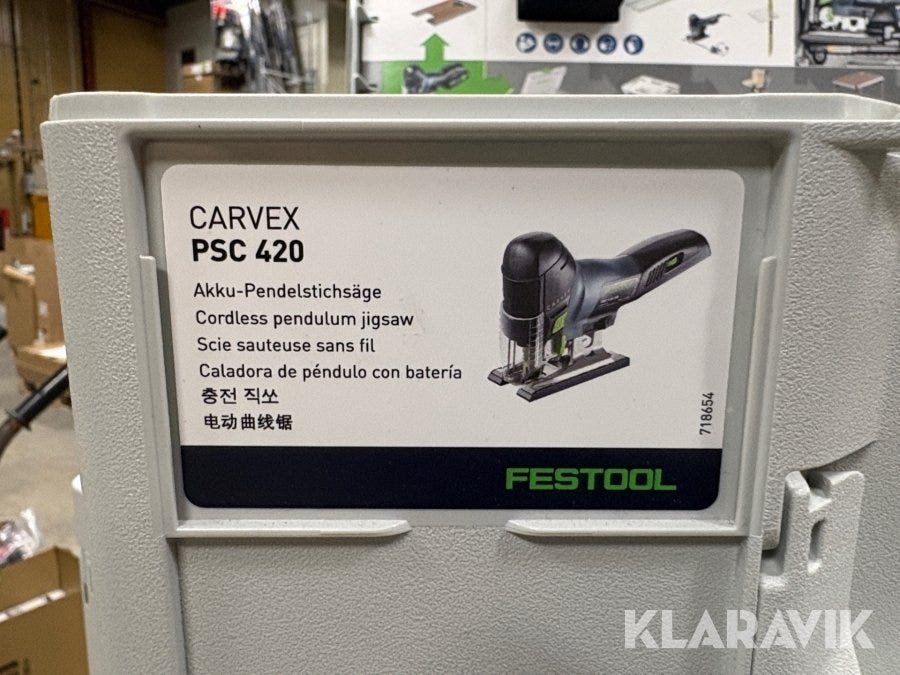 CARVEX
PSC 420
Akku-Pendelstichsäge
Cordless pendulum jigsaw
Scie sauteuse sans fil
Caladora de péndulo con batería
충전 직쏘
电动曲线锯
718654
FESTOOL
KLARAVIK